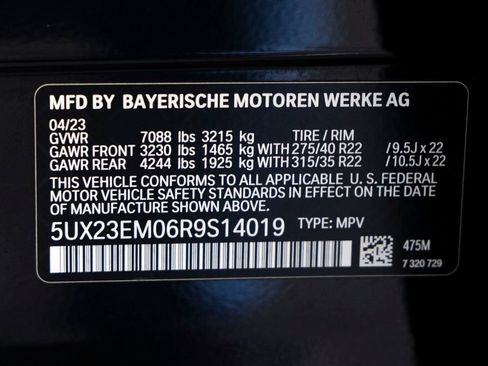 MFD BY BAYERISCHE MOTOREN WERKE AG
04/23
GVWR 7088 lbs 3215 kg TIRE / RIM
GAWR FRONT 3230 lbs 1465 kg WITH 275/40 R22 / 9.5J x 22
GAWR REAR 4244 lbs 1925 kg WITH 315/35 R22 / 10.5J x 22
THIS VEHICLE CONFORMS TO ALL APPLICABLE U. S. FEDERAL
MOTOR VEHICLE SAFETY STANDARDS IN EFFECT ON THE DATE
OF MANUFACTURE SHOWN ABOVE.
5UX23EM06R9S14019 TYPE: MPV
475M
7 320 729